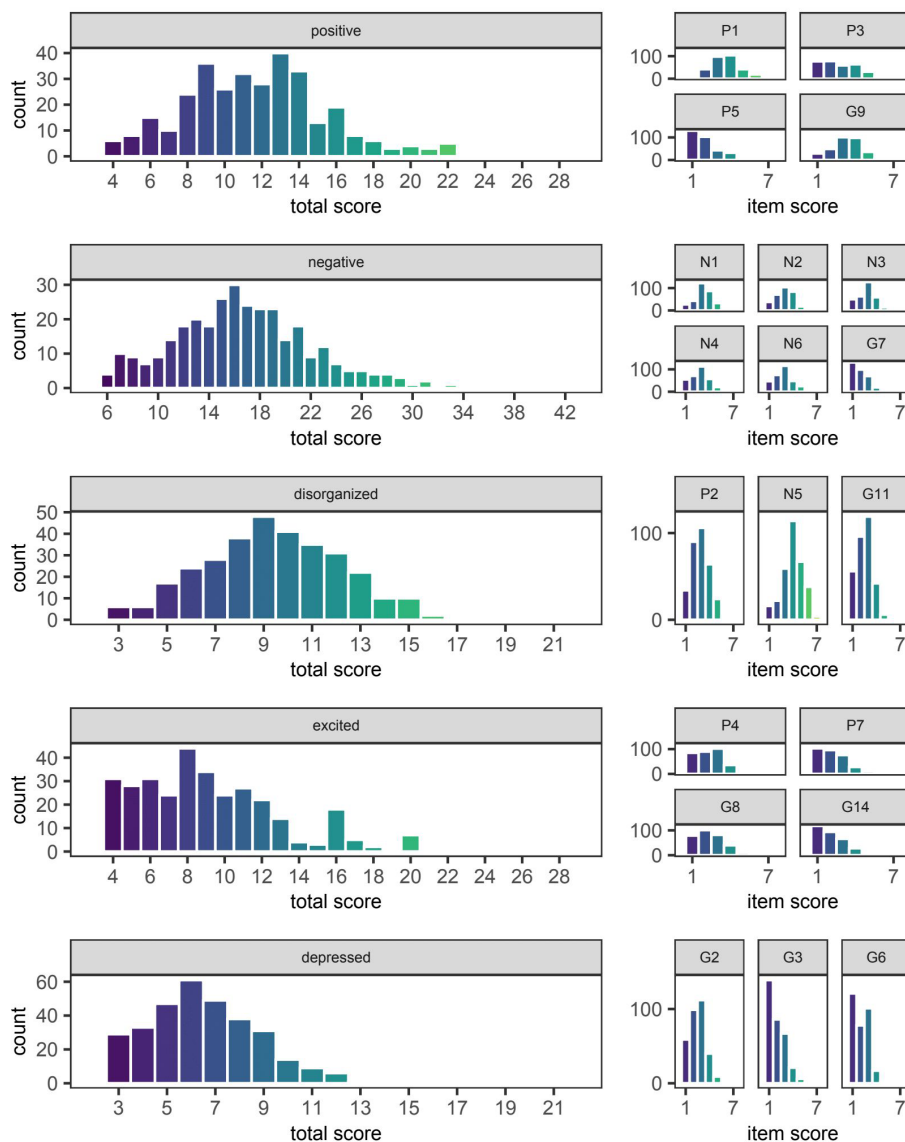 positive
P1 P3
40
30
20
10
0
count
100
0
P5 G9
100
0
4 6 8 10 12 14 16 18 20 22 24 26 28
1 7 1 7
total score
item score
negative
N1 N2 N3
30
20
10
0
count
100
0
N4 N6 G7
100
0
6 10 14 18 22 26 30 34 38 42
1 7 1 7 1 7
total score
item score
disorganized
P2 N5 G11
50
40
30
20
10
0
count
100
0
3 5 7 9 11 13 15 17 19 21
1 7 1 7 1 7
total score
item score
excited
P4 P7
40
30
20
10
0
count
100
0
G8 G14
100
0
4 6 8 10 12 14 16 18 20 22 24 26 28
1 7 1 7
total score
item score
depressed
G2 G3 G6
60
40
20
0
count
100
0
3 5 7 9 11 13 15 17 19 21
1 7 1 7 1 7
total score
item score